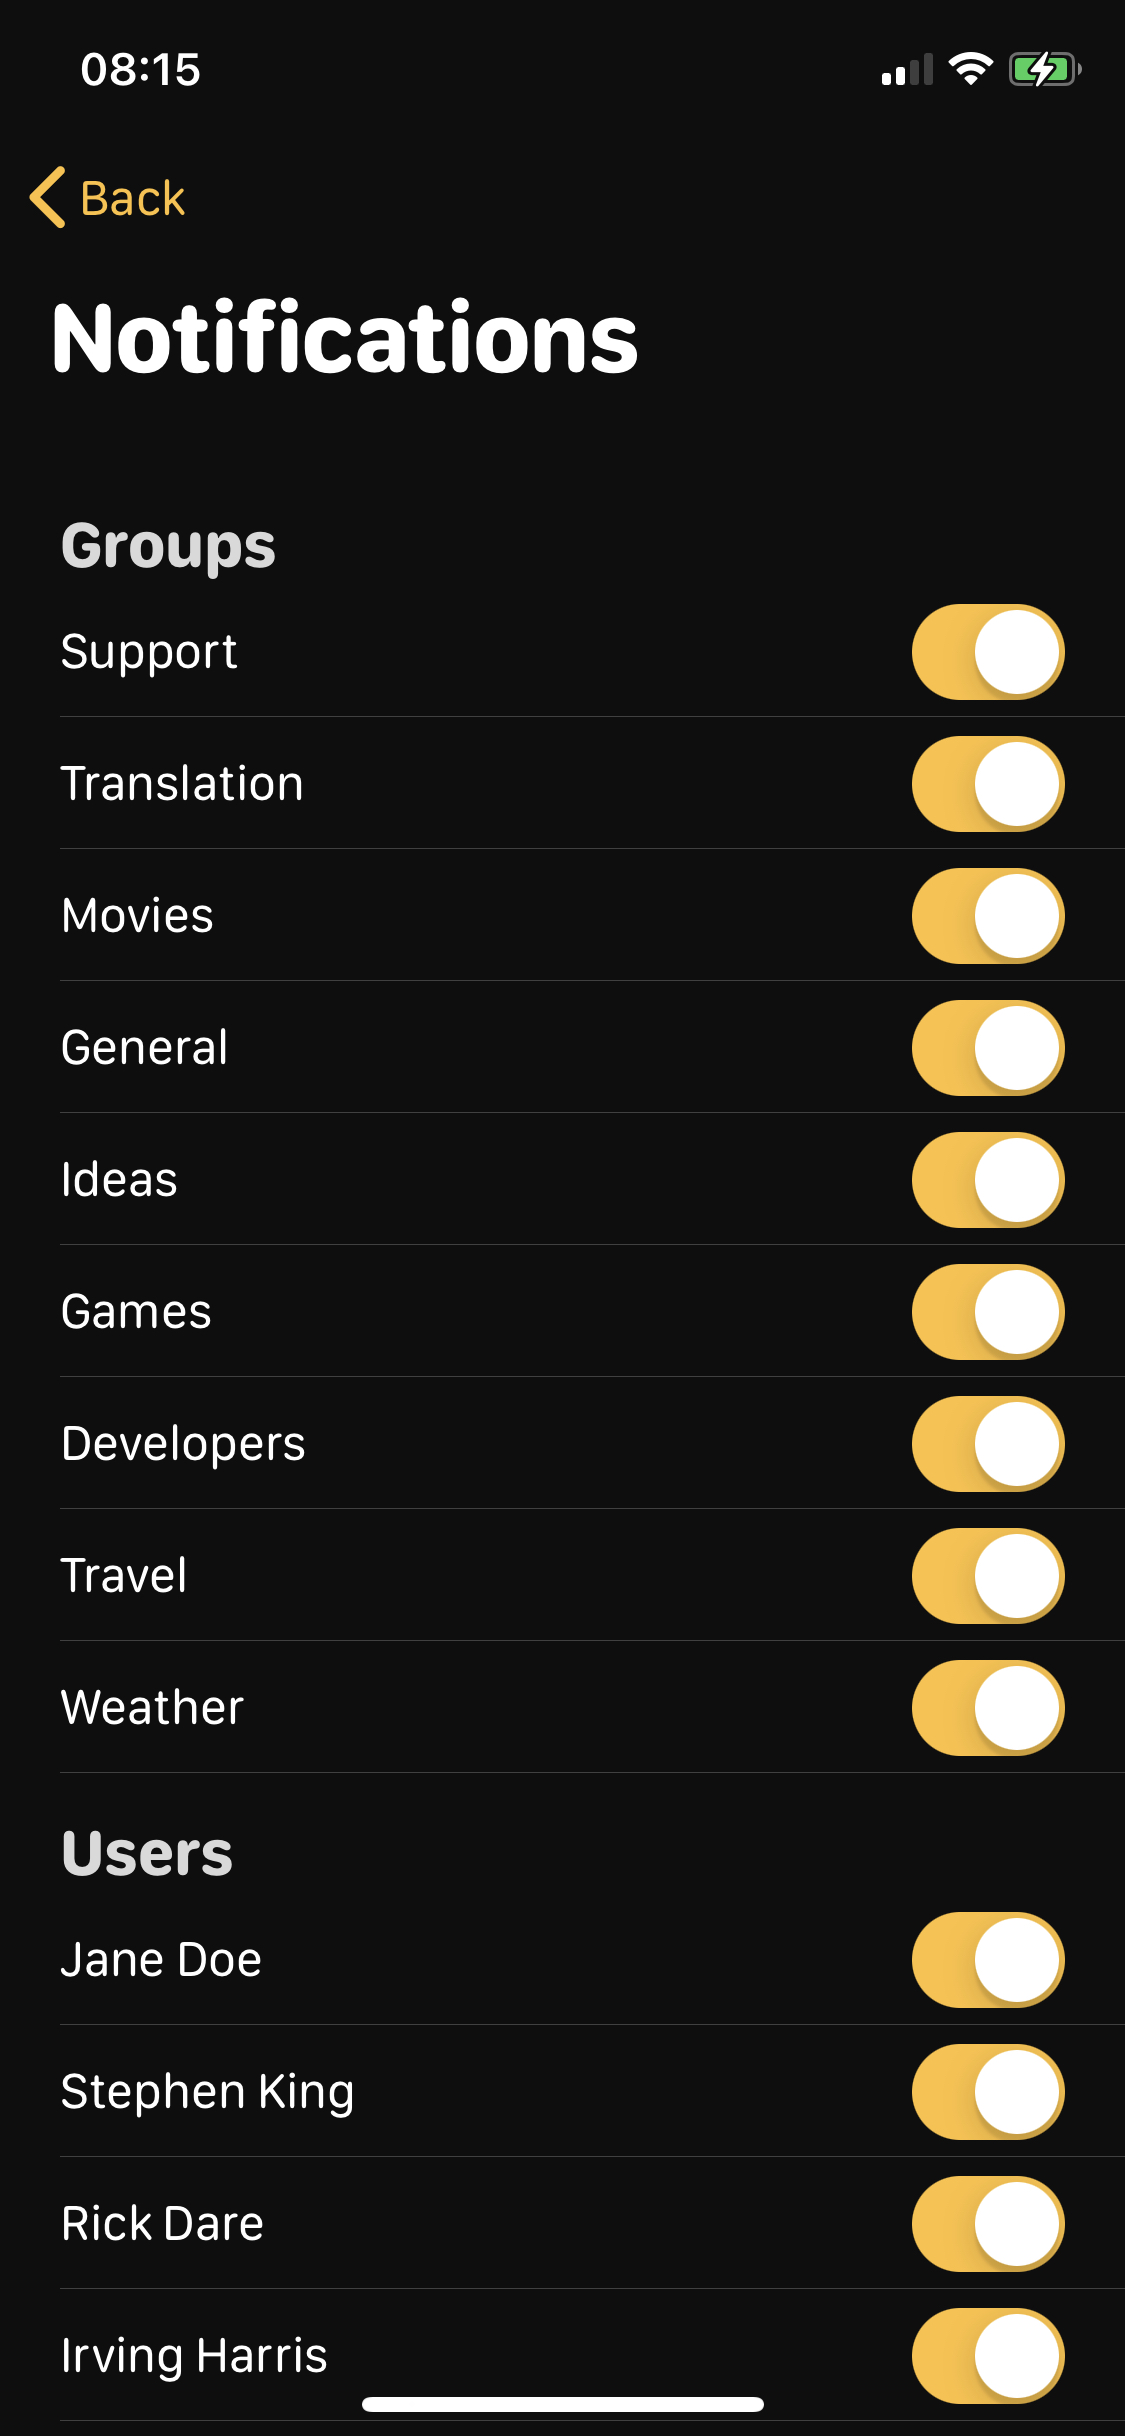 08:15
Back
Notifications
Groups
Support
Translation
Movies
General
Ideas
Games
Developers
Travel
Weather
Users
Jane Doe
Stephen King
Rick Dare
Irving Harris